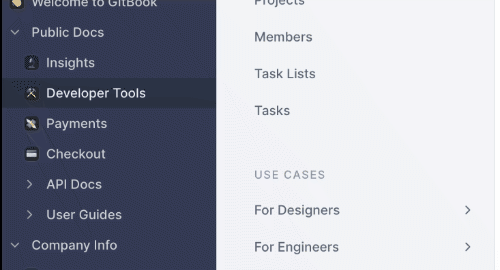 Welcome to GitBook
Public Docs
Insights
Developer Tools
Payments
Checkout
API Docs
User Guides
Company Info
Projects
Members
Task Lists
Tasks
USE CASES
For Designers
For Engineers